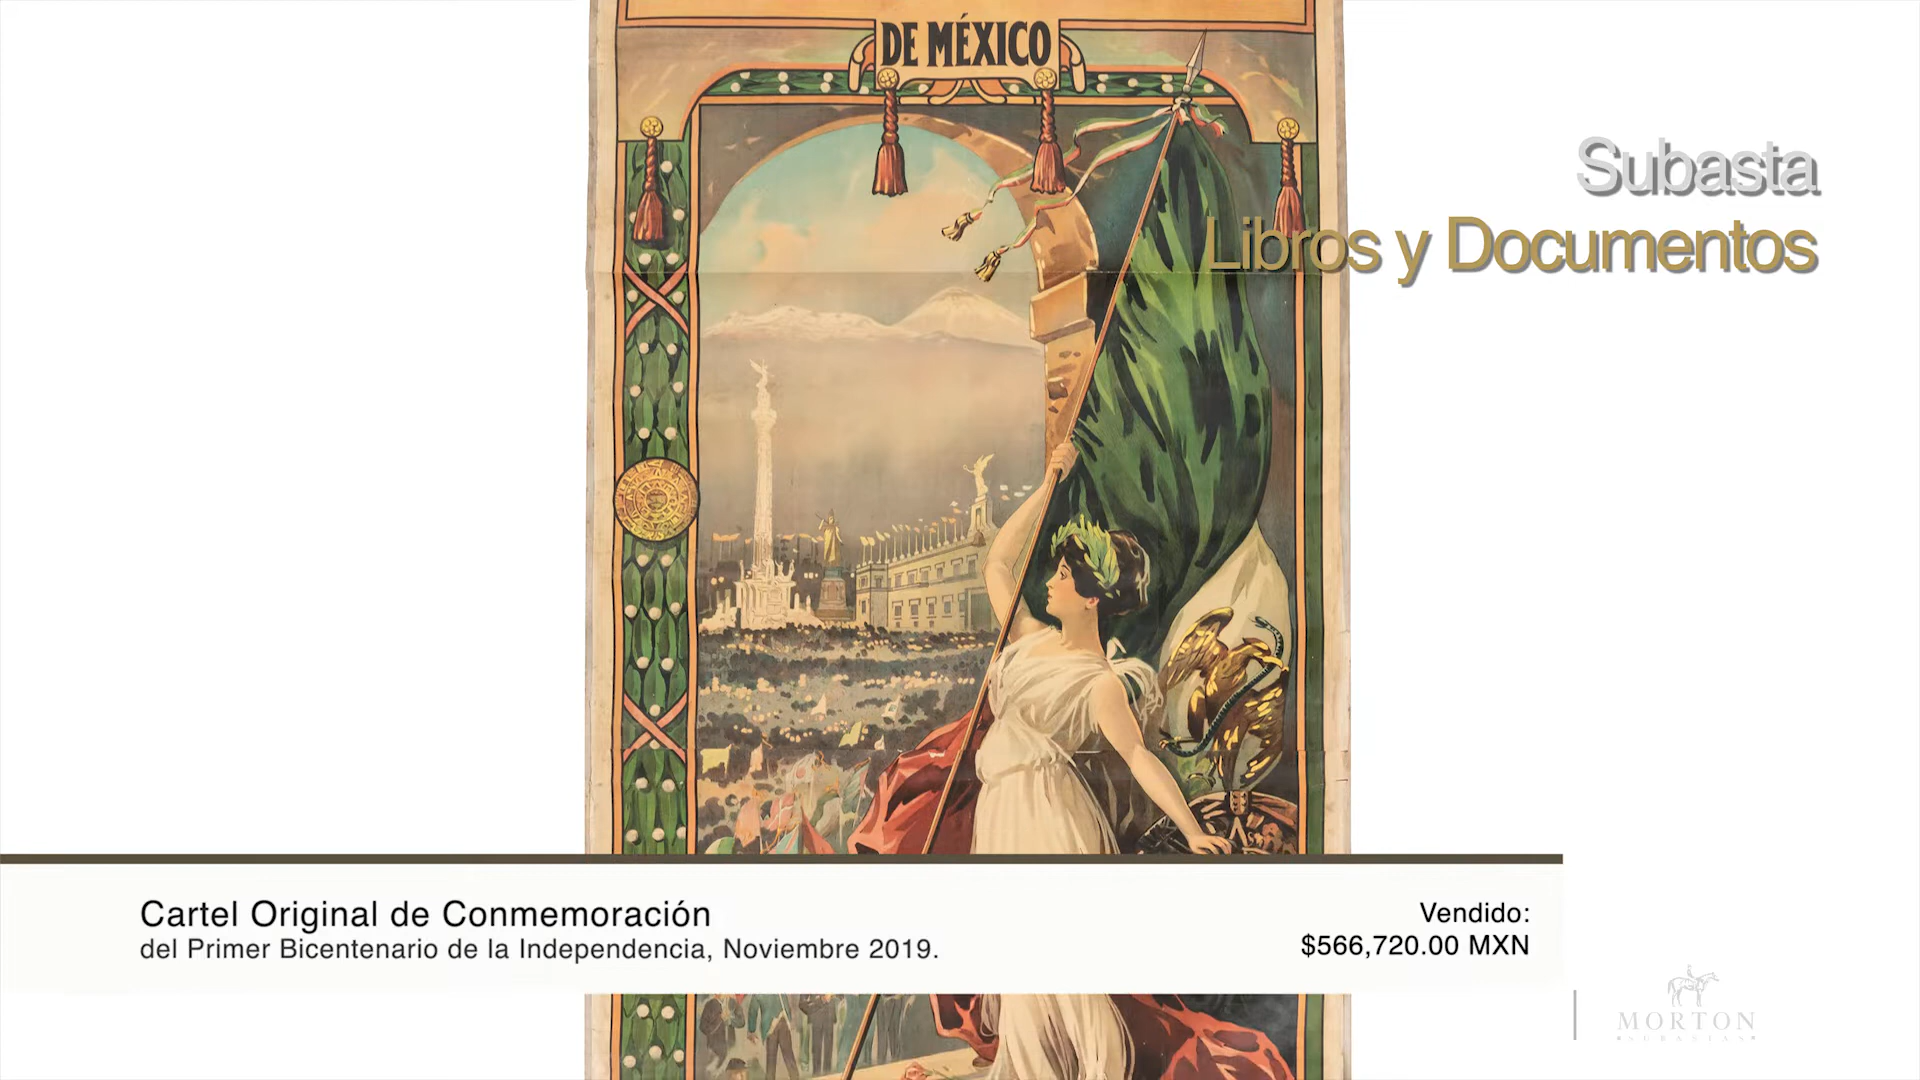 DE MÉXICO
Subasta
Libros y Documentos
Cartel Original de Conmemoración
del Primer Bicentenario de la Independencia, Noviembre 2019.
Vendido:
$566,720.00 MXN
MORTON
SUBASTAS